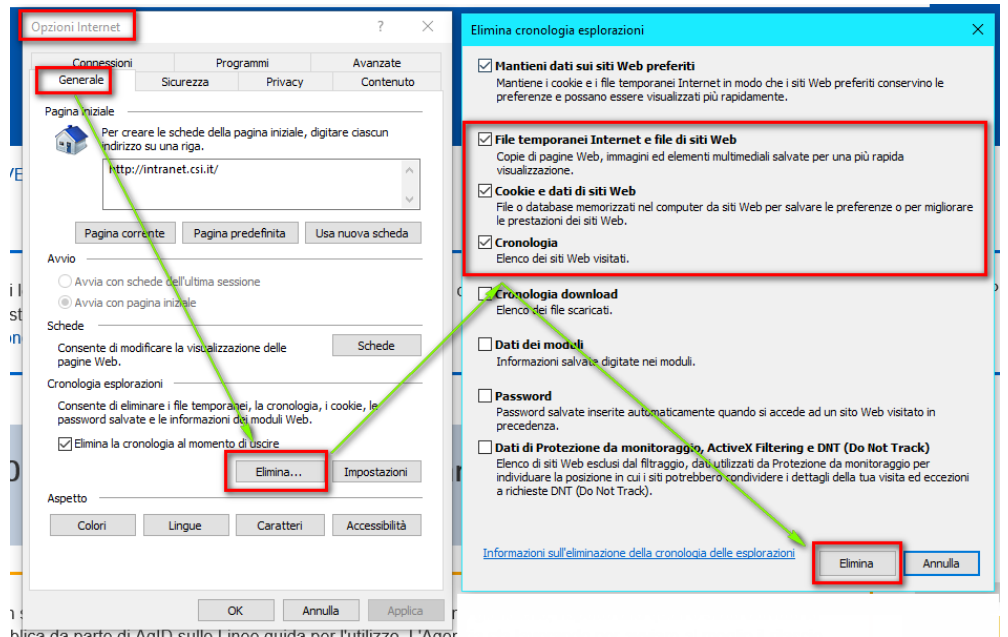 Opzioni Internet
?
Connessioni Programmi Avanzate
Generale Sicurezza Privacy Contenuto
Pagina iniziale
Per creare le schede della pagina iniziale, digitare ciascun
indirizzo su una riga.
http://intranet.csi.it/
Pagina corrente Pagina predefinita Usa nuova scheda
Avvio
Avvia con schede dell'ultima sessione
Avvia con pagina iniziale
Schede
Consente di modificare la visualizzazione delle
pagine Web.
Schede
Cronologia esplorazioni
Consente di eliminare i file temporanei, la cronologia, i cookie, le
password salvate e le informazioni dei moduli Web.
Elimina la cronologia al momento di uscire
Elimina... Impostazioni
Aspetto
Colori Lingue Caratteri Accessibilità
OK Annulla Applica
Elimina cronologia esplorazioni
Mantieni dati sui siti Web preferiti
Mantiene i cookie e i file temporanei Internet in modo che i siti Web preferiti conservino le
preferenze e possano essere visualizzati più rapidamente.
File temporanei Internet e file di siti Web
Copie di pagine Web, immagini ed elementi multimediali salvate per una più rapida
visualizzazione.
Cookie e dati di siti Web
File o database memorizzati nel computer da siti Web per salvare le preferenze o per migliorare
le prestazioni dei siti Web.
Cronologia
Elenco dei siti Web visitati.
Cronologia download
Elenco dei file scaricati.
Dati dei moduli
Informazioni salvate digitate nei moduli.
Password
Password salvate inserite automaticamente quando si accede ad un sito Web visitato in
precedenza.
Dati di Protezione da monitoraggio, ActiveX Filtering e DNT (Do Not Track)
Elenco di siti Web esclusi dal filtraggio, dati utilizzati da Protezione da monitoraggio per
individuare la posizione in cui i siti potrebbero condividere i dettagli della tua visita ed eccezioni
a richieste DNT (Do Not Track).
Informazioni sull'eliminazione della cronologia delle esplorazioni
Elimina Annulla
da parte di AgID sullo Linee guida per l'utilizzo.